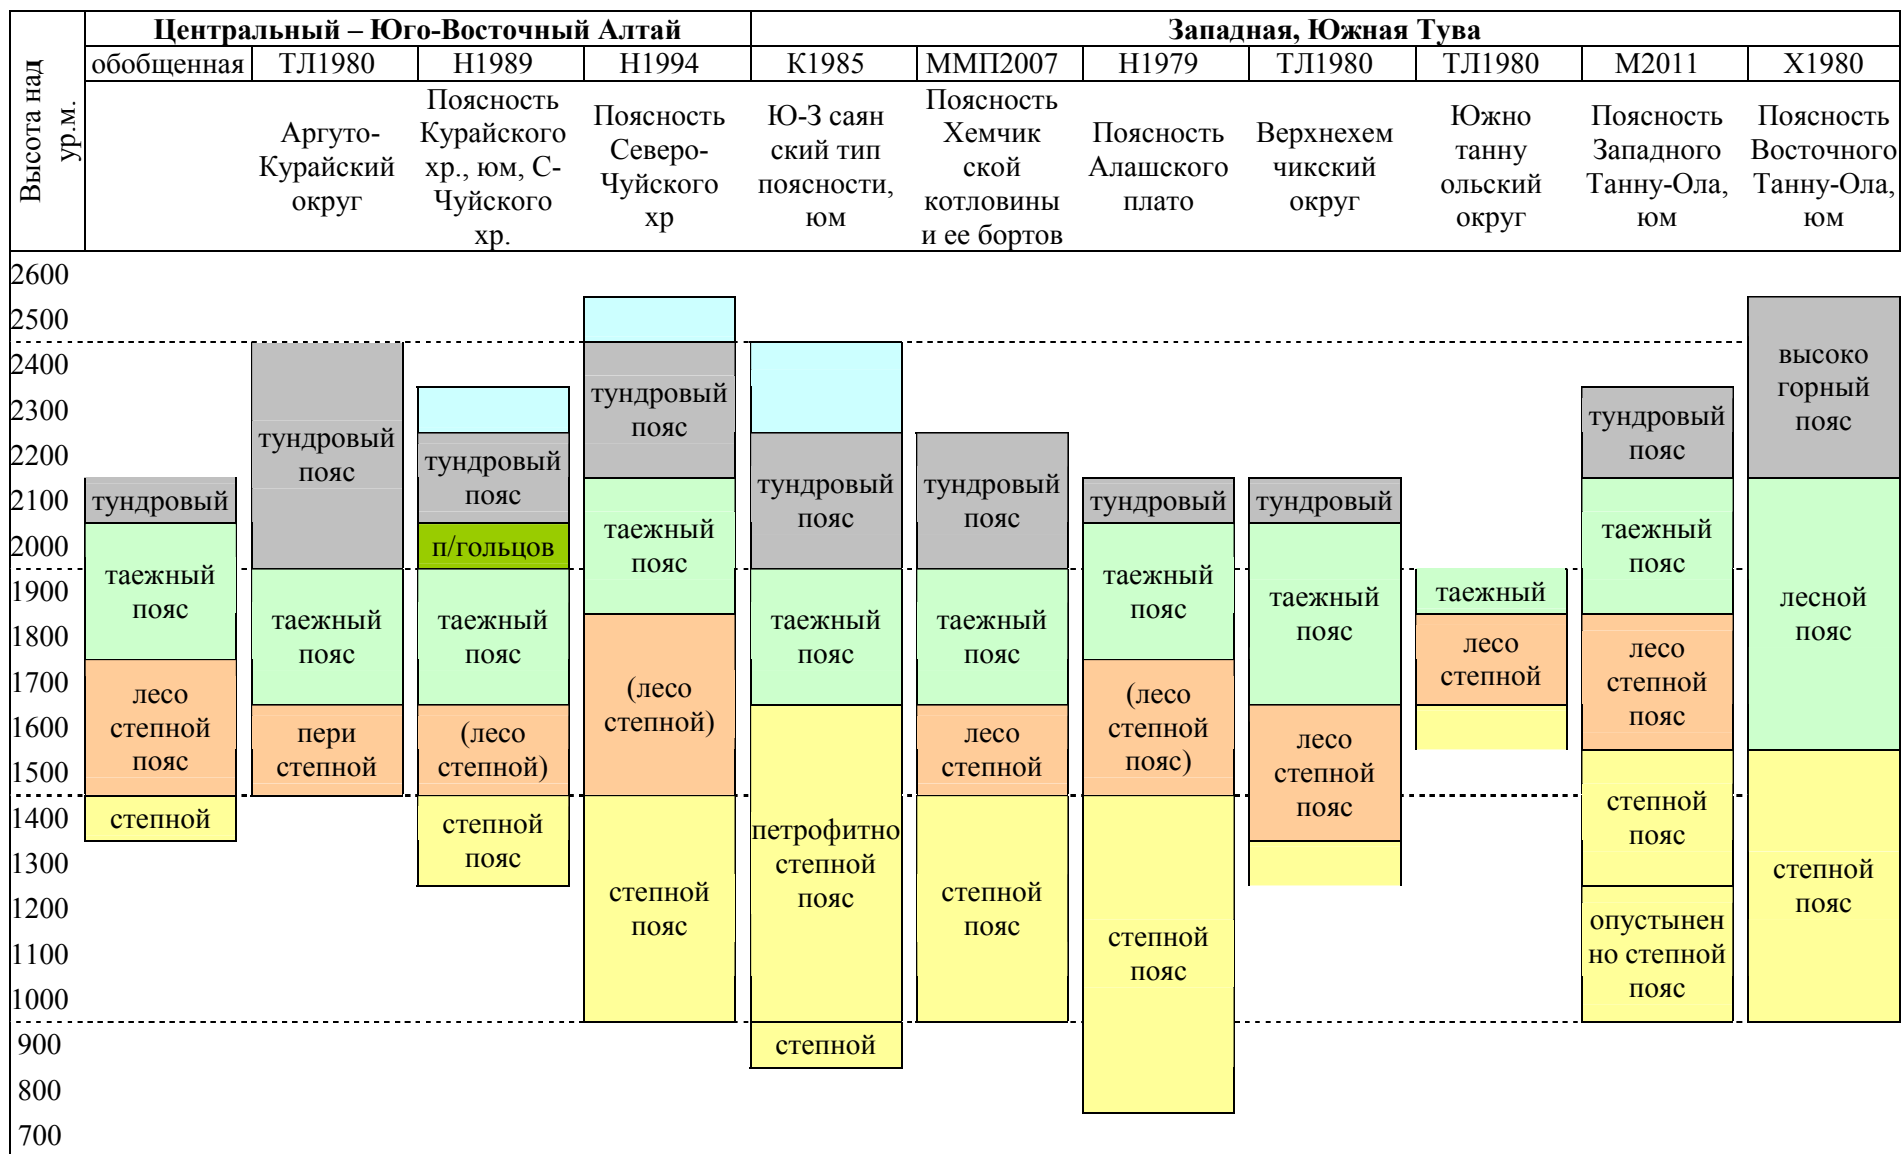 Высота над
ур.м.
Центральный – Юго-Восточный Алтай
Западная, Южная Тува
обобщенная
ТЛ1980
Н1989
Н1994
К1985
ММП2007
Н1979
ТЛ1980
ТЛ1980
М2011
Х1980
Аргуто-
Курайский
округ
Поясность
Курайского
хр., юм, С-
Чуйского
хр.
Поясность
Северо-
Чуйского
хр
Ю-З саян
ский тип
поясности,
юм
Поясность
Хемчик
ской
котловины
и ее бортов
Поясность
Алашского
плато
Верхнехем
чикский
округ
Южно
танну
ольский
округ
Поясность
Западного
Танну-Ола,
юм
Поясность
Восточного
Танну-Ола,
юм
2600
2500
2400
2300
2200
2100
2000
1900
1800
1700
1600
1500
1400
1300
1200
1100
1000
900
800
700
тундровый
таежный
пояс
лесо
степной
пояс
степной
тундровый
пояс
таежный
пояс
пери
степной
тундровый
пояс
п/гольцов
таежный
пояс
(лесо
степной)
степной
пояс
тундровый
пояс
таежный
пояс
(лесо
степной)
степной
пояс
тундровый
пояс
таежный
пояс
петрофитно
степной
пояс
степной
тундровый
пояс
таежный
пояс
лесо
степной
степной
пояс
тундровый
таежный
пояс
(лесо
степной
пояс)
степной
пояс
тундровый
таежный
пояс
лесо
степной
пояс
таежный
лесо
степной
тундровый
пояс
таежный
пояс
лесо
степной
пояс
степной
пояс
опустынен
но степной
пояс
высоко
горный
пояс
лесной
пояс
степной
пояс